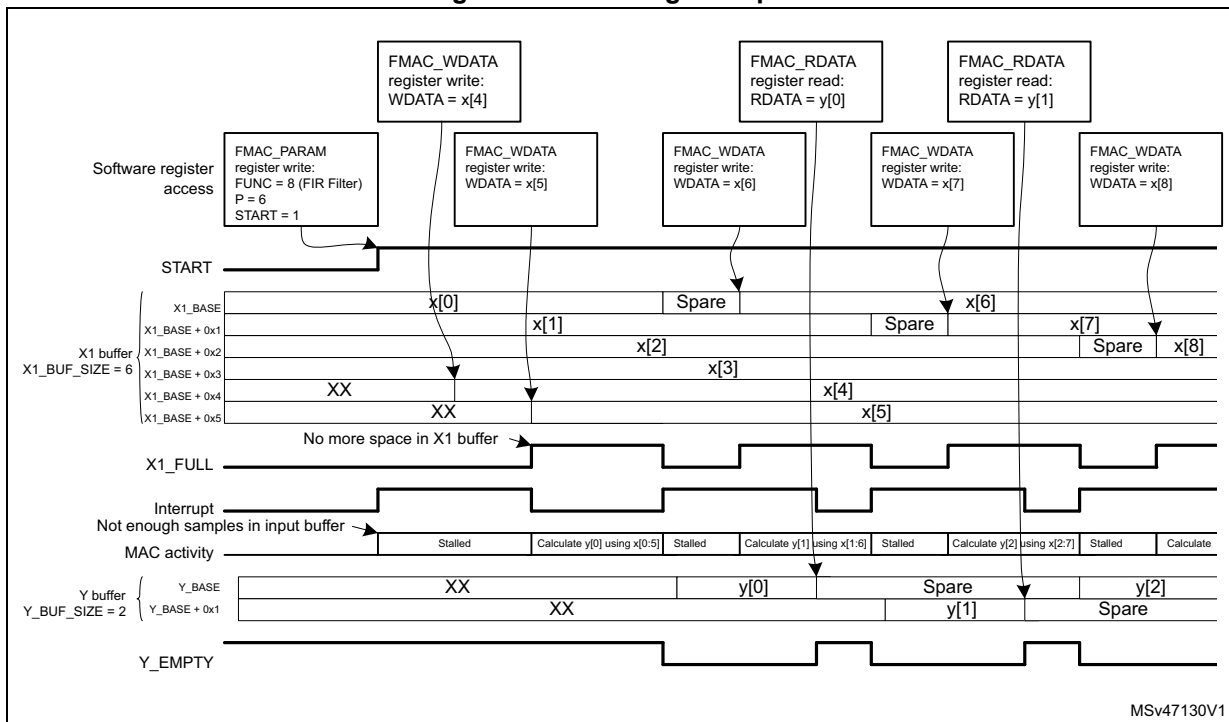 FMAC_WDATA
register write:
WDATA = x[4]
FMAC_RDATA
register read:
RDATA = y[0]
FMAC_RDATA
register read:
RDATA = y[1]
Software register
access
FMAC_PARAM
register write:
FUNC = 8 (FIR Filter)
P = 6
START = 1
FMAC_WDATA
register write:
WDATA = x[5]
FMAC_WDATA
register write:
WDATA = x[6]
FMAC_WDATA
register write:
WDATA = x[7]
FMAC_WDATA
register write:
WDATA = x[8]
START
X1 buffer
X1_BUF_SIZE = 6
X1_BASE x[0] Spare x[6]
X1_BASE + 0x1 x[1] Spare x[7]
X1_BASE + 0x2 x[2] Spare x[8]
X1_BASE + 0x3 x[3]
X1_BASE + 0x4 XX x[4]
X1_BASE + 0x5 XX x[5]
No more space in X1 buffer
X1_FULL
Interrupt
Not enough samples in input buffer
MAC activity Stalled Calculate y[0] using x[0:5] Stalled Calculate y[1] using x[1:6] Stalled Calculate y[2] using x[2:7] Stalled Calculate
Y buffer
Y_BUF_SIZE = 2
Y_BASE XX y[0] Spare y[2]
Y_BASE + 0x1 XX y[1] Spare
Y_EMPTY
MSv47130V1